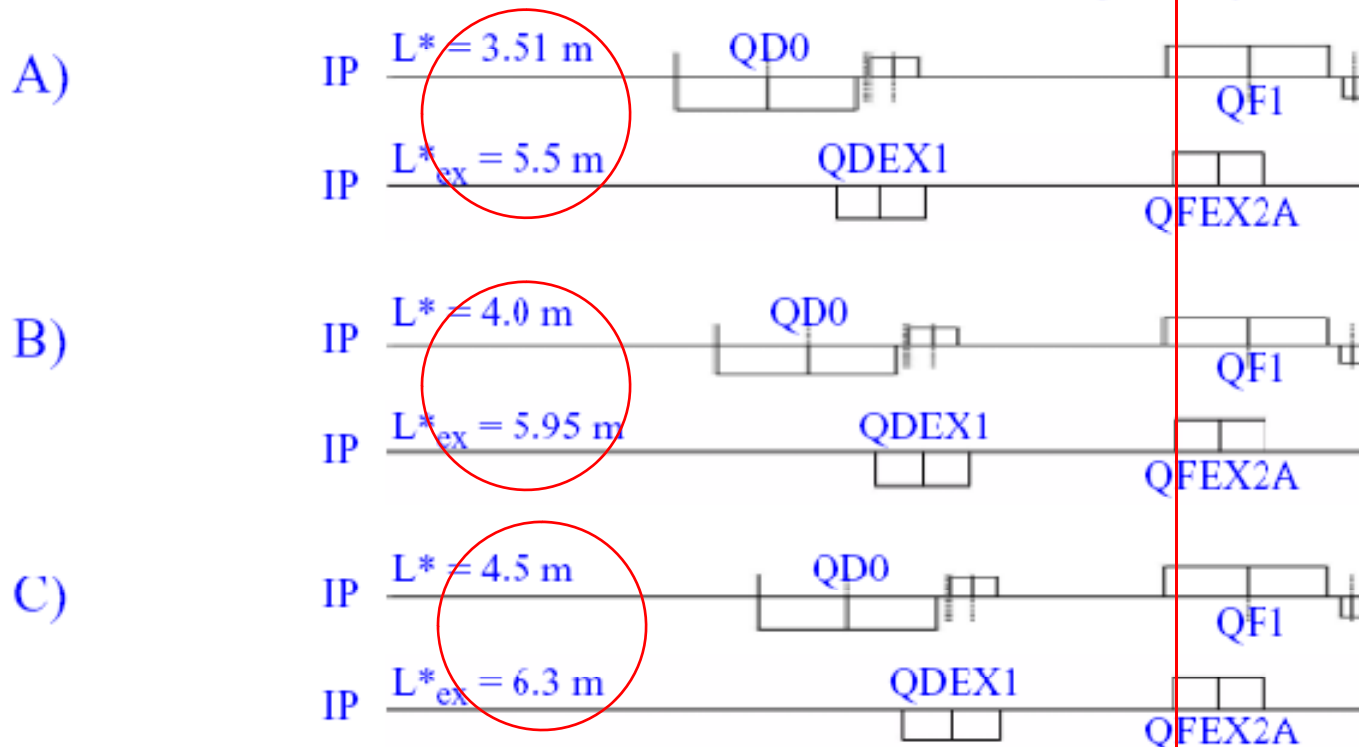 A)
IP L* = 3.51 m QD0 QF1
IP L*ex = 5.5 m QDEX1 QFEX2A
B)
IP L* = 4.0 m QD0 QF1
IP L*ex = 5.95 m QDEX1 QFEX2A
C)
IP L* = 4.5 m QD0 QF1
IP L*ex = 6.3 m QDEX1 QFEX2A